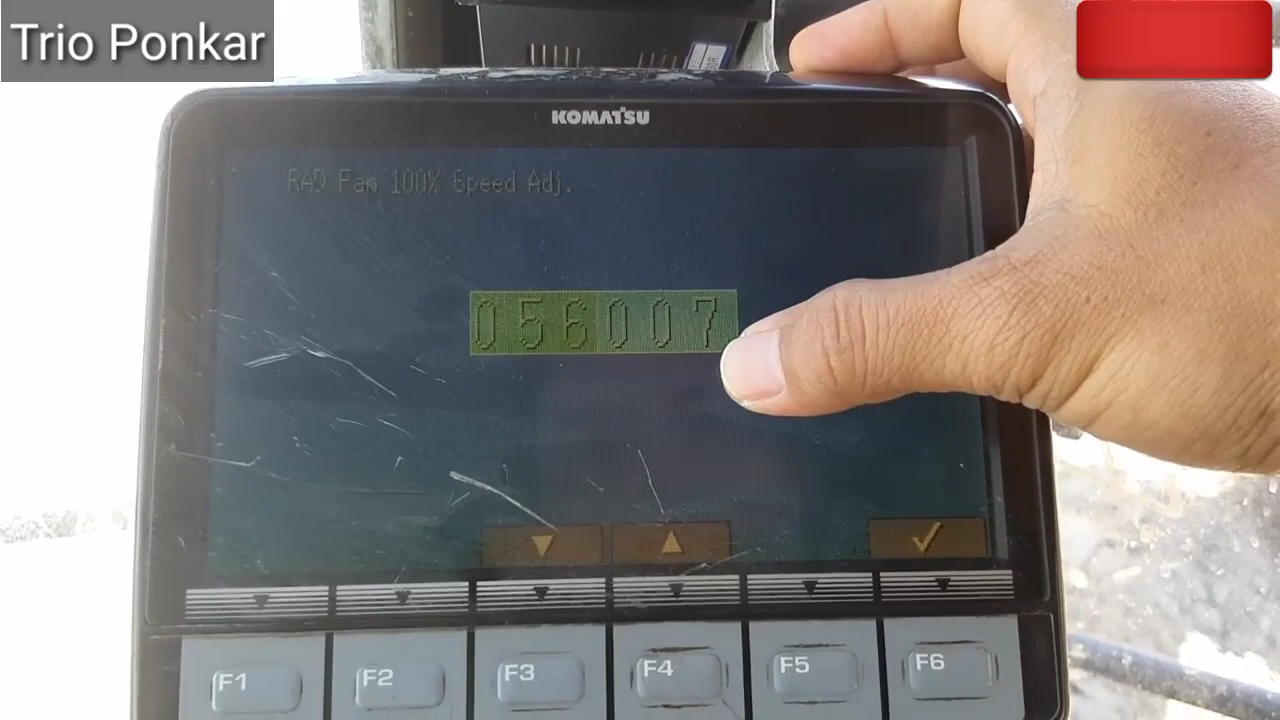 Trio Ponkar
KOMATSU
RAD Fan 100% Speed Adj.
056007
F1 F2 F3 F4 F5 F6